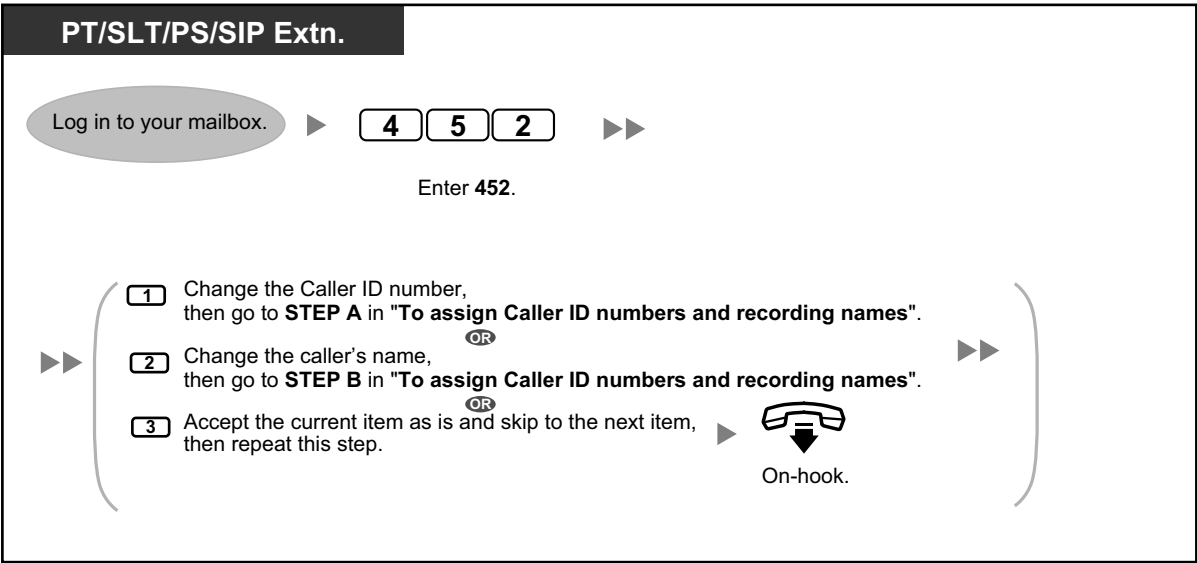 PT/SLT/PS/SIP Extn.
Log in to your mailbox.
4 5 2
Enter 452.
1 Change the Caller ID number,
then go to STEP A in "To assign Caller ID numbers and recording names".
OR
2 Change the caller's name,
then go to STEP B in "To assign Caller ID numbers and recording names".
OR
3 Accept the current item as is and skip to the next item,
then repeat this step.
On-hook.